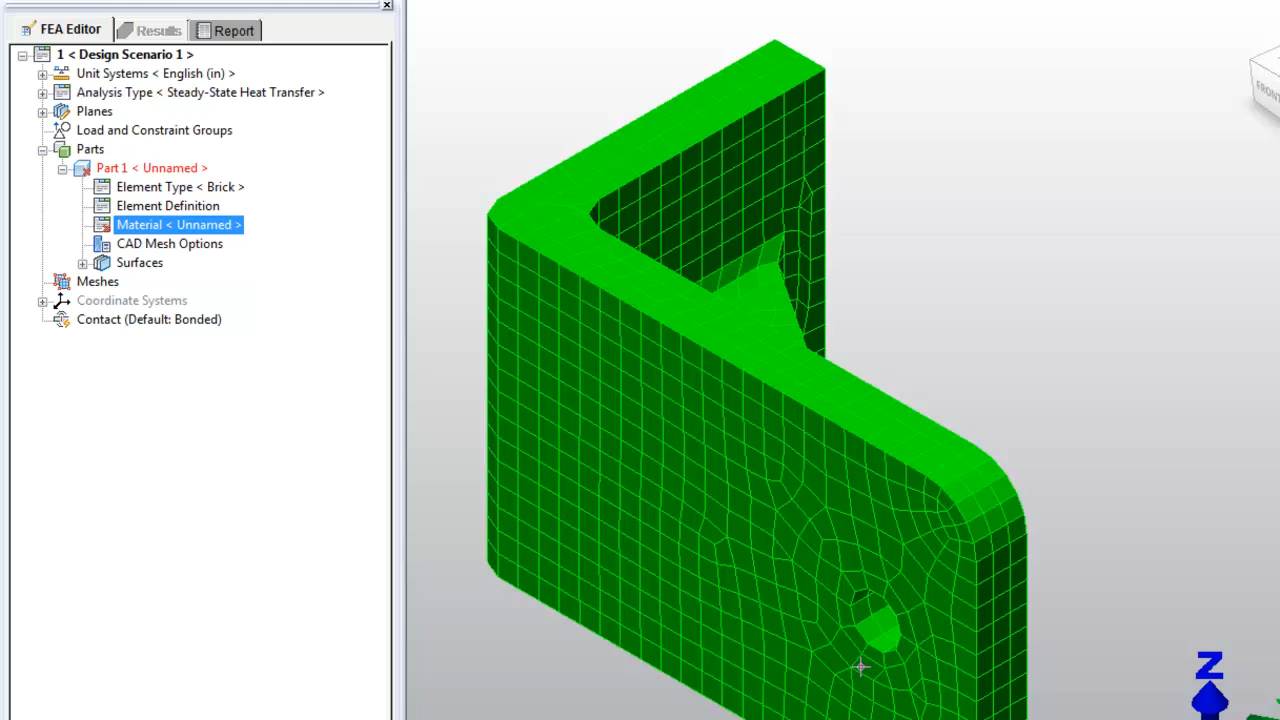 FEA Editor
Results
Report
1 < Design Scenario 1 >
Unit Systems < English (in) >
Analysis Type < Steady-State Heat Transfer >
Planes
Load and Constraint Groups
Parts
Part 1 < Unnamed >
Element Type < Brick >
Element Definition
Material < Unnamed >
CAD Mesh Options
Surfaces
Meshes
Coordinate Systems
Contact (Default: Bonded)
FRONT
Z